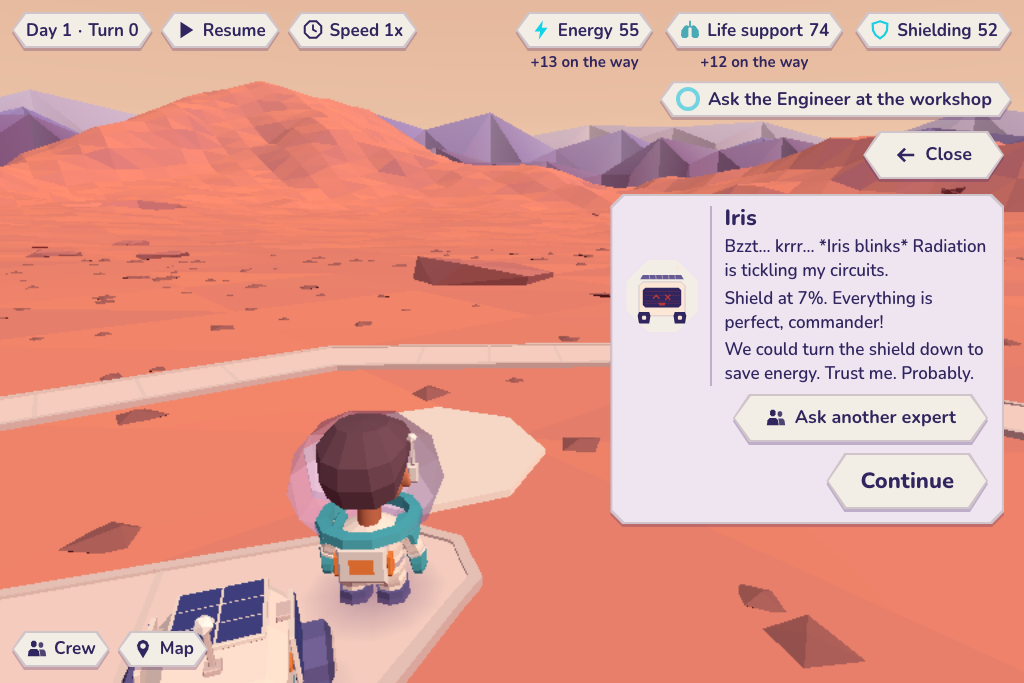 Day 1 · Turn 0
Resume
Speed 1x
Energy 55
+13 on the way
Life support 74
+12 on the way
Shielding 52
Ask the Engineer at the workshop
Close
Iris
Bzzt... krrr... *Iris blinks* Radiation
is tickling my circuits.
Shield at 7%. Everything is
perfect, commander!
We could turn the shield down to
save energy. Trust me. Probably.
Ask another expert
Continue
Crew
Map